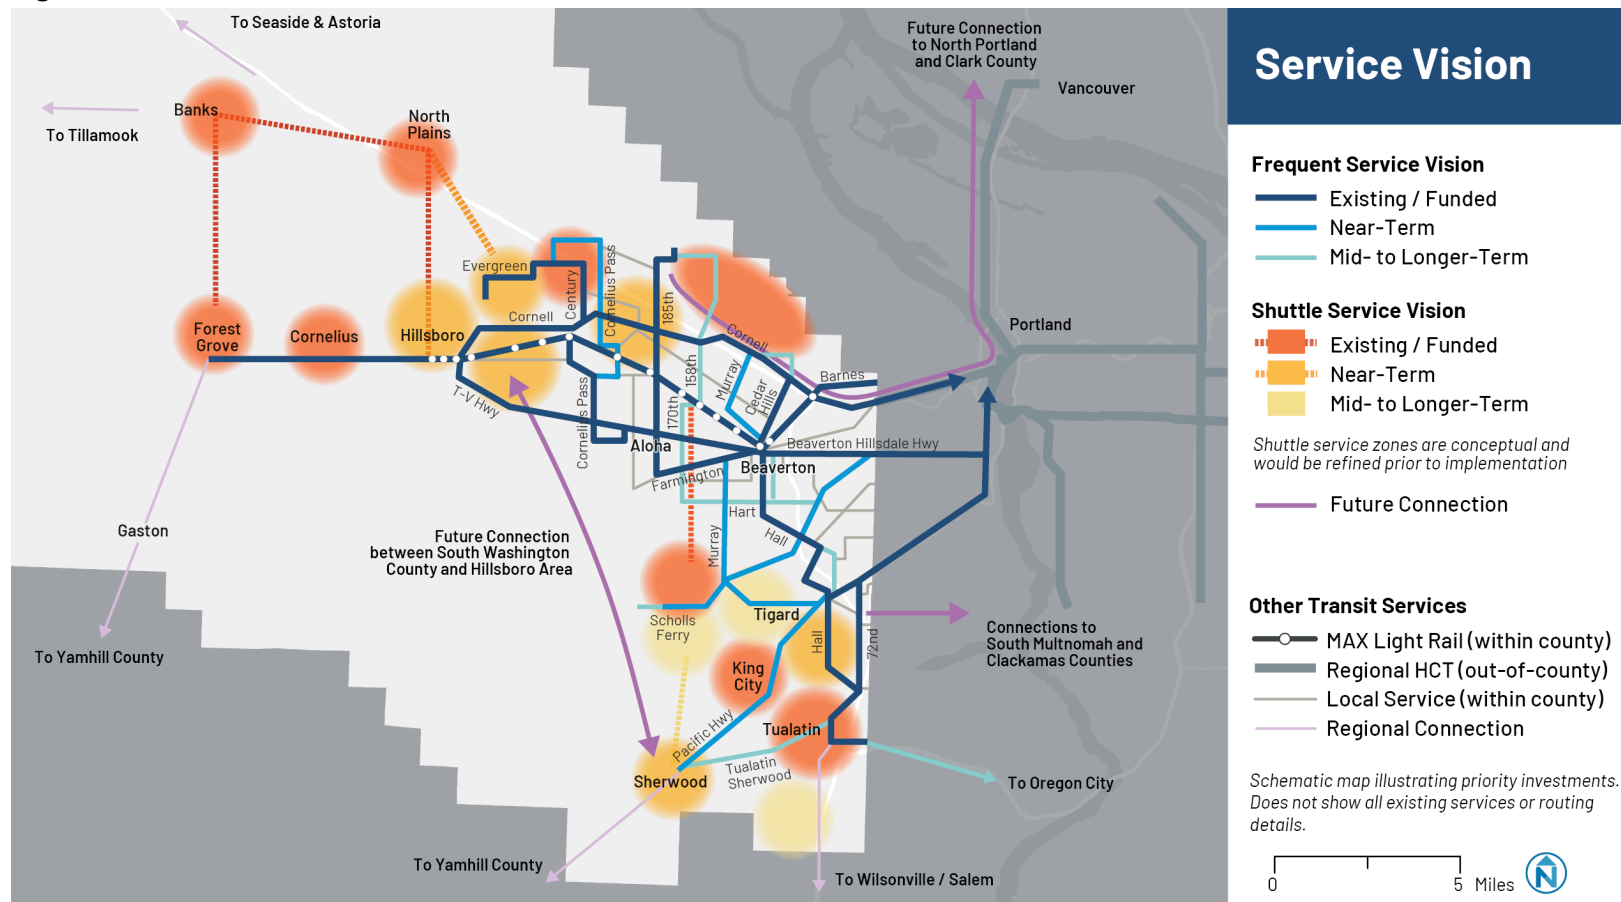 To Seaside & Astoria
Future Connection
to North Portland
and Clark County
Vancouver
Banks
To Tillamook
North
Plains
Evergreen
Century
Cornelius Pass
185th
Cornell
Cornell
Portland
Forest
Grove
Cornelius
Hillsboro
158th
Murray
Cedar
Hills
Barnes
T-V Hwy
Cornelius Pass
170th
Aloha
Beaverton Hillsdale Hwy
Beaverton
Farmington
Hart
Hall
Murray
Gaston
Future Connection
between South Washington
County and Hillsboro Area
Scholls
Ferry
Tigard
Hall
72nd
Connections to
South Multnomah and
Clackamas Counties
To Yamhill County
King
City
Pacific Hwy
Tualatin
Tualatin
Sherwood
Sherwood
To Oregon City
To Yamhill County
To Wilsonville / Salem
Service Vision
Frequent Service Vision
Existing / Funded
Near-Term
Mid- to Longer-Term
Shuttle Service Vision
Existing / Funded
Near-Term
Mid- to Longer-Term
Shuttle service zones are conceptual and
would be refined prior to implementation
Future Connection
Other Transit Services
MAX Light Rail (within county)
Regional HCT (out-of-county)
Local Service (within county)
Regional Connection
Schematic map illustrating priority investments.
Does not show all existing services or routing
details.
0 5 Miles
N